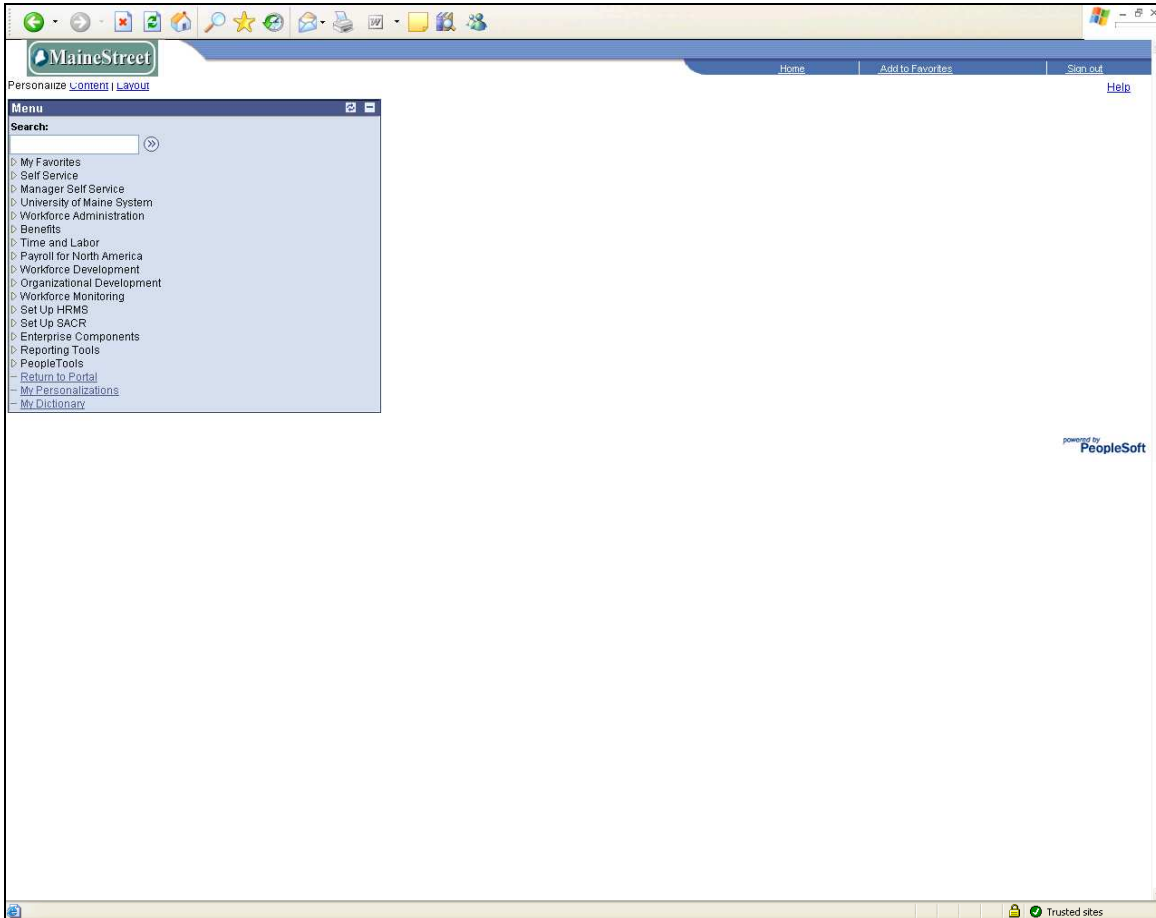 MaineStreet
Home Add to Favorites Sign out
Personalize Content | Layout
Help
Menu
Search:
My Favorites
Self Service
Manager Self Service
University of Maine System
Workforce Administration
Benefits
Time and Labor
Payroll for North America
Workforce Development
Organizational Development
Workforce Monitoring
Set Up HRMS
Set Up SACR
Enterprise Components
Reporting Tools
PeopleTools
Return to Portal
My Personalizations
My Dictionary
powered by
PeopleSoft
Trusted sites